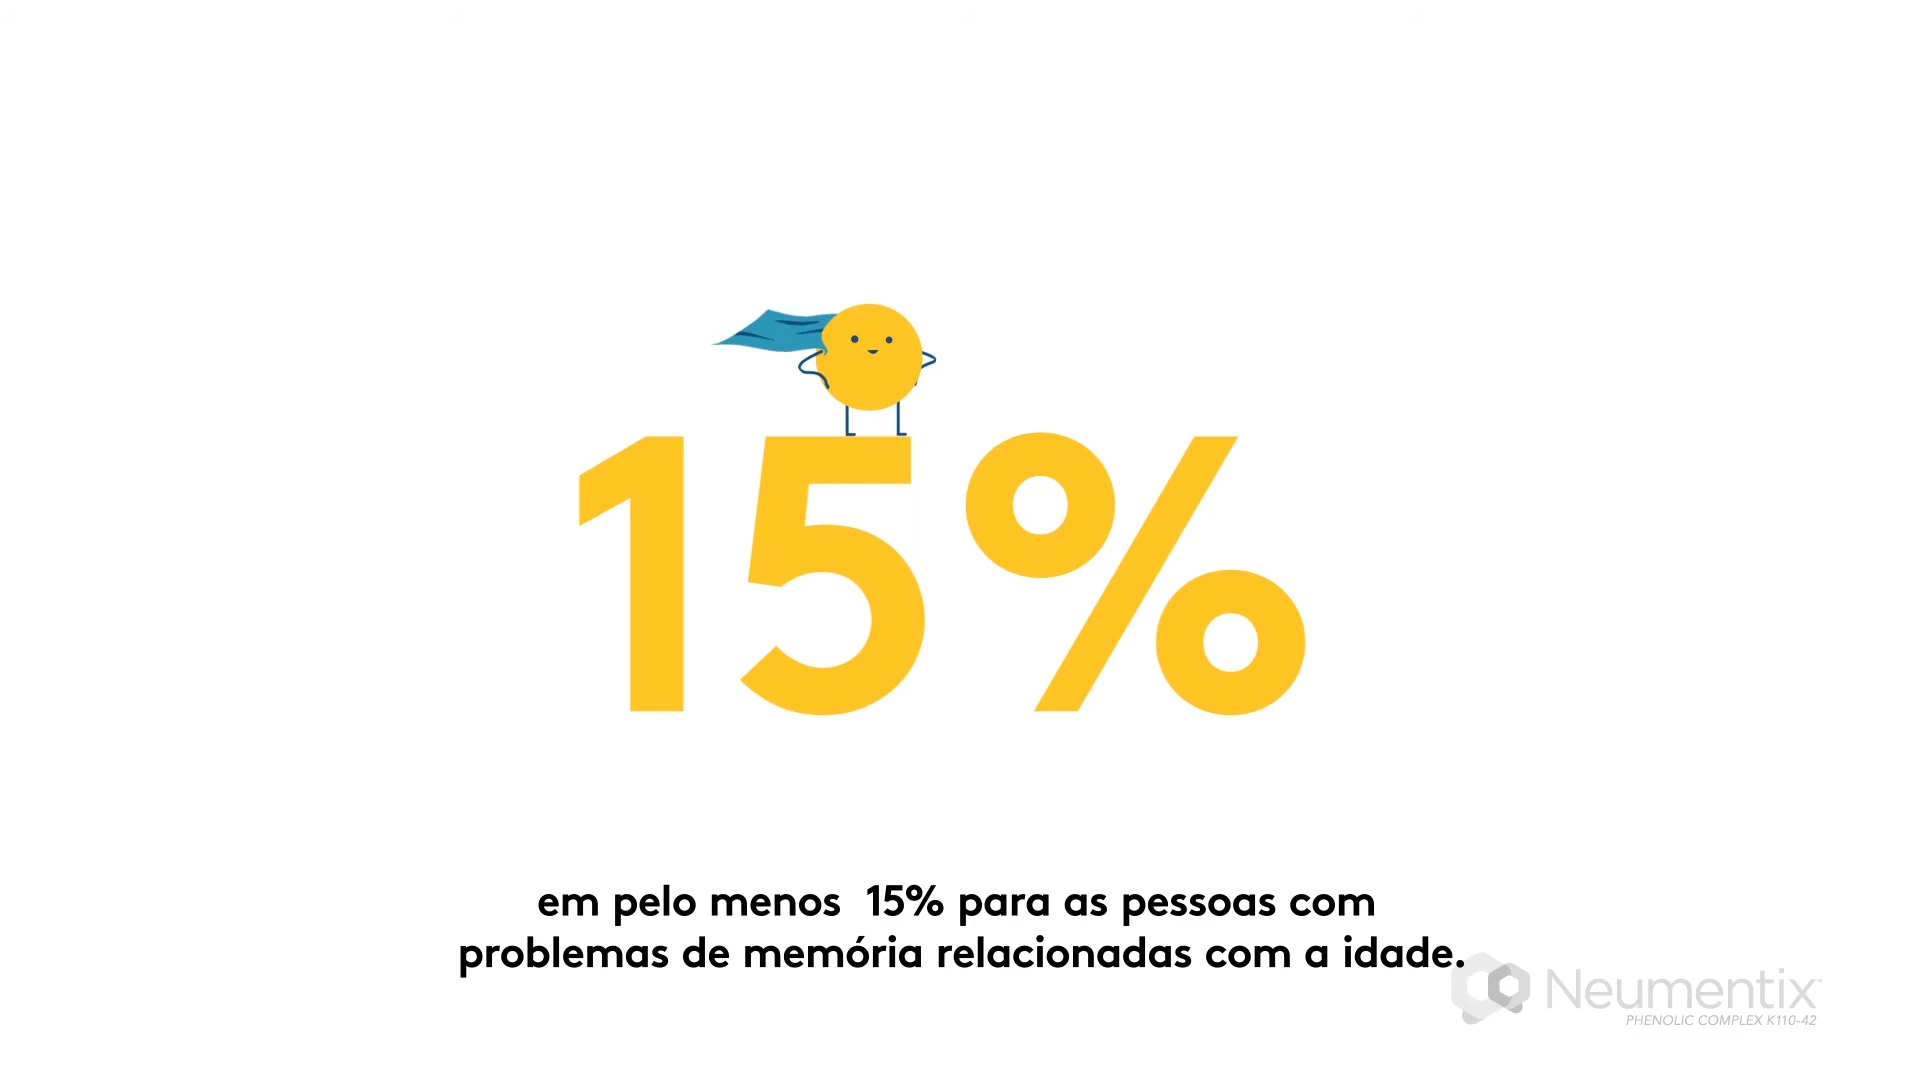 15%
em pelo menos  15% para as pessoas com
problemas de memória relacionadas com a idade.
Neumentix™
PHENOLIC COMPLEX K110-42